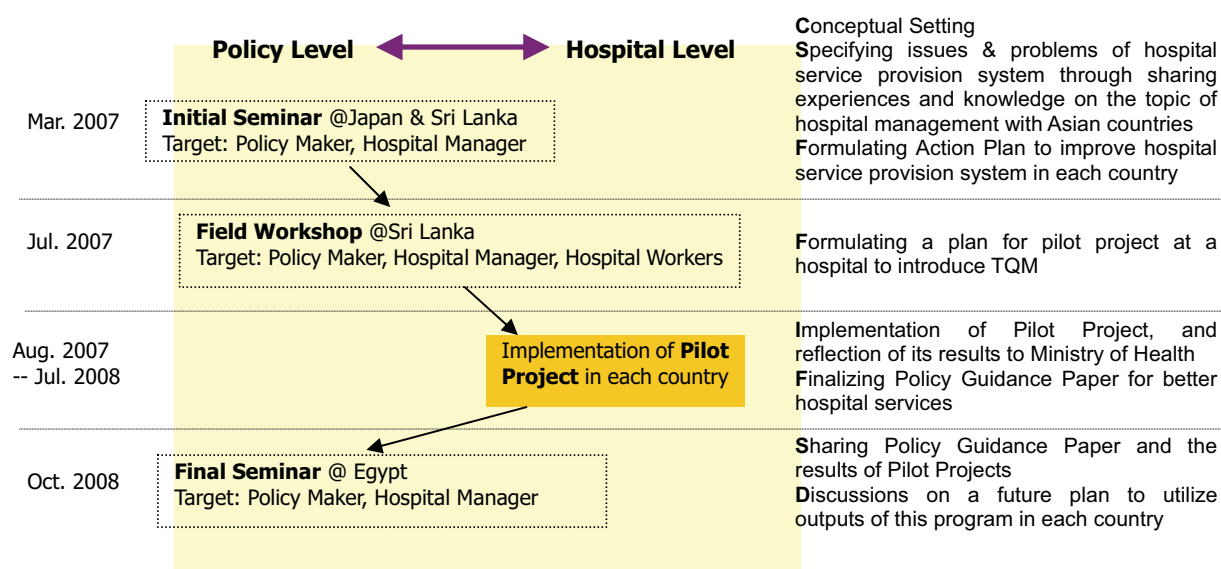 Policy Level
Hospital Level
Mar. 2007
Initial Seminar @Japan & Sri Lanka
Target: Policy Maker, Hospital Manager
Conceptual Setting
Specifying issues & problems of hospital
service provision system through sharing
experiences and knowledge on the topic of
hospital management with Asian countries
Formulating Action Plan to improve hospital
service provision system in each country
Jul. 2007
Field Workshop @Sri Lanka
Target: Policy Maker, Hospital Manager, Hospital Workers
Formulating a plan for pilot project at a
hospital to introduce TQM
Aug. 2007
-- Jul. 2008
Implementation of Pilot
Project in each country
Implementation of Pilot Project, and
reflection of its results to Ministry of Health
Finalizing Policy Guidance Paper for better
hospital services
Oct. 2008
Final Seminar @ Egypt
Target: Policy Maker, Hospital Manager
Sharing Policy Guidance Paper and the
results of Pilot Projects
Discussions on a future plan to utilize
outputs of this program in each country